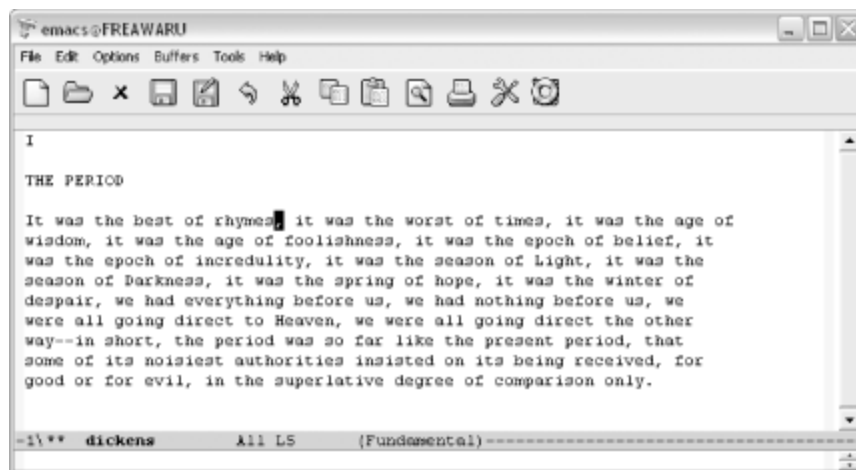 emacs@FREAWARU
File Edit Options Buffers Tools Help
I
THE PERIOD
It was the best of rhymes, it was the worst of times, it was the age of
wisdom, it was the age of foolishness, it was the epoch of belief, it
was the epoch of incredulity, it was the season of Light, it was the
season of Darkness, it was the spring of hope, it was the winter of
despair, we had everything before us, we had nothing before us, we
were all going direct to Heaven, we were all going direct the other
way--in short, the period was so far like the present period, that
some of its noisiest authorities insisted on its being received, for
good or for evil, in the superlative degree of comparison only.
-1\** dickens All L5 (Fundamental)--------------------------------------